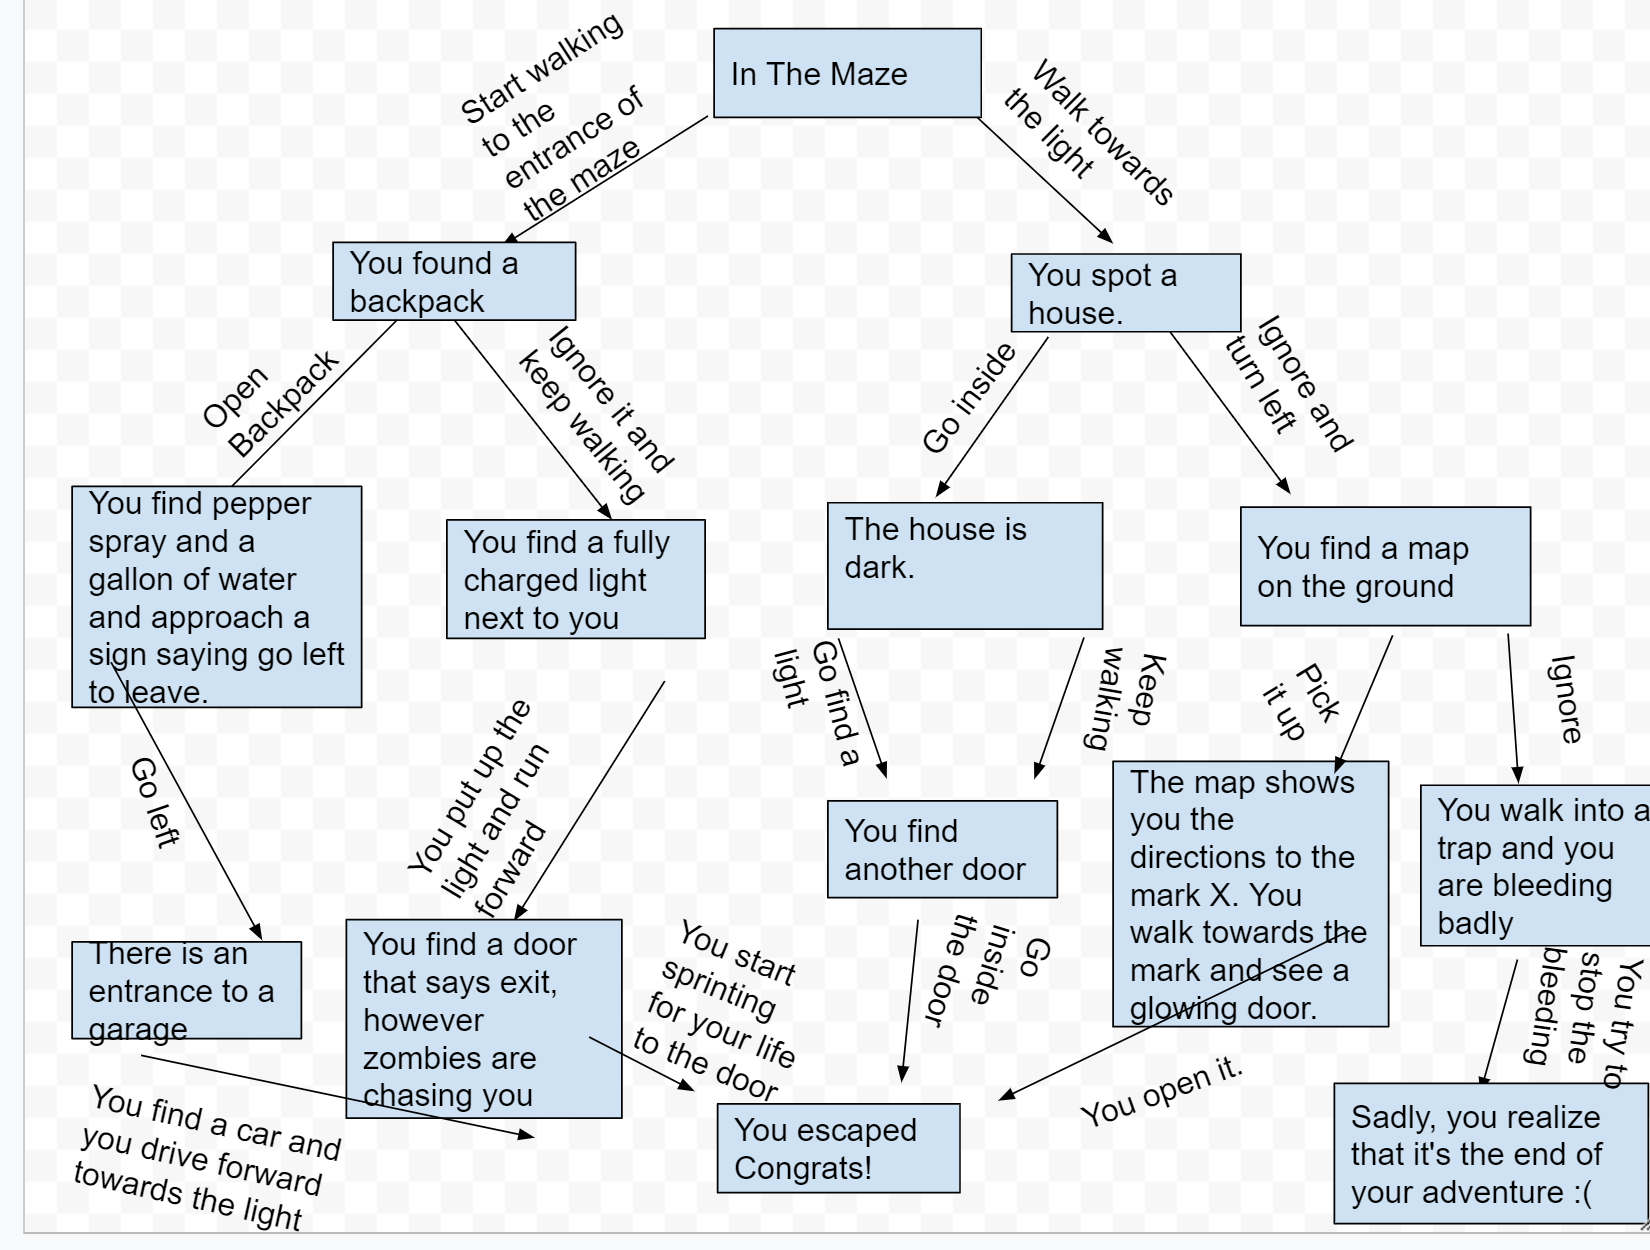 In The Maze
Start walking
to the
entrance of
the maze
Walk towards
the light
You found a
backpack
You spot a
house.
Open
Backpack
Ignore it and
keep walking
Go inside
Ignore and
turn left
You find pepper
spray and a
gallon of water
and approach a
sign saying go left
to leave.
You find a fully
charged light
next to you
The house is
dark.
You find a map
on the ground
Go left
You put up the
light and run
forward
Go find a
light
Keep
walking
Pick
it up
Ignore
You find
another door
The map shows
you the
directions to the
mark X. You
walk towards the
mark and see a
glowing door.
You walk into a
trap and you
are bleeding
badly
There is an
entrance to a
garage
You find a door
that says exit,
however
zombies are
chasing you
You start
sprinting
for your life
to the door
Go
inside
the door
You open it.
You try to
stop the
bleeding
You find a car and
you drive forward
towards the light
You escaped
Congrats!
Sadly, you realize
that it's the end of
your adventure :(